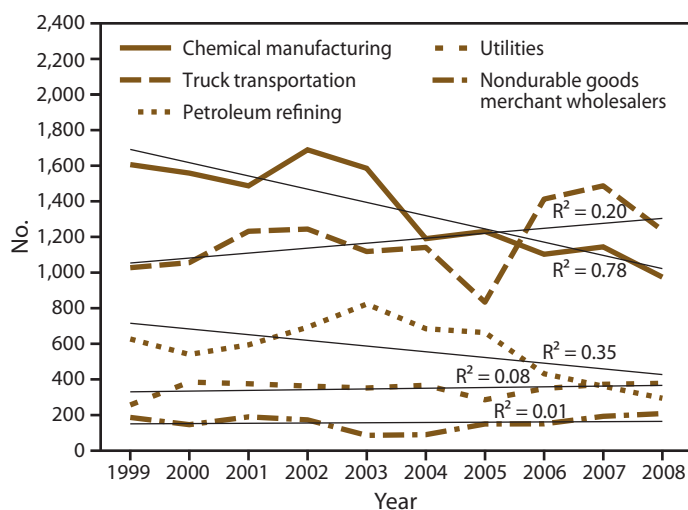 2,400
2,200
2,000
1,800
1,600
1,400
1,200
1,000
800
600
400
200
0
No.
Chemical manufacturing
Truck transportation
Petroleum refining
Utilities
Nondurable goods
merchant wholesalers
R² = 0.20
R² = 0.78
R² = 0.35
R² = 0.08
R² = 0.01
1999 2000 2001 2002 2003 2004 2005 2006 2007 2008
Year